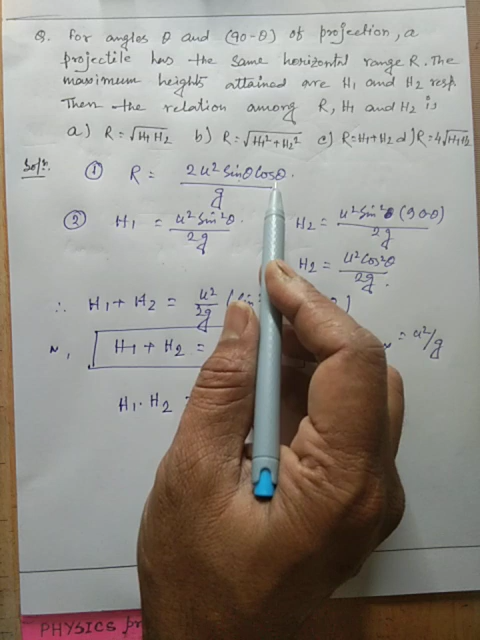 Q. For angles θ and (90-θ) of projection, a
projectile has the same horizontal range R. The
maximum heights attained are H₁ and H₂ resp.
Then the relation among R, H₁ and H₂ is
a) R = √H₁H₂ b) R = √H₁²+H₂² c) R=H₁+H₂ d) R=4√H₁H₂
Solⁿ: ① R = 2u² sinθ cosθ / g
② H₁ = u² sin²θ / 2g H₂ = u² sin² (90-θ) / 2g
H₂ = u² cos²θ / 2g
∴ H₁ + H₂ = u²/2g (sin²
H₁ + H₂ = = u²/g
H₁. H₂
PHYSICS